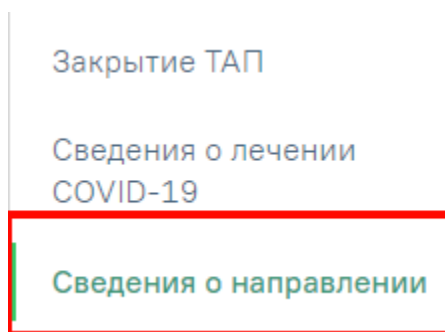 Закрытие ТАП
Сведения о лечении
COVID-19
Сведения о направлении